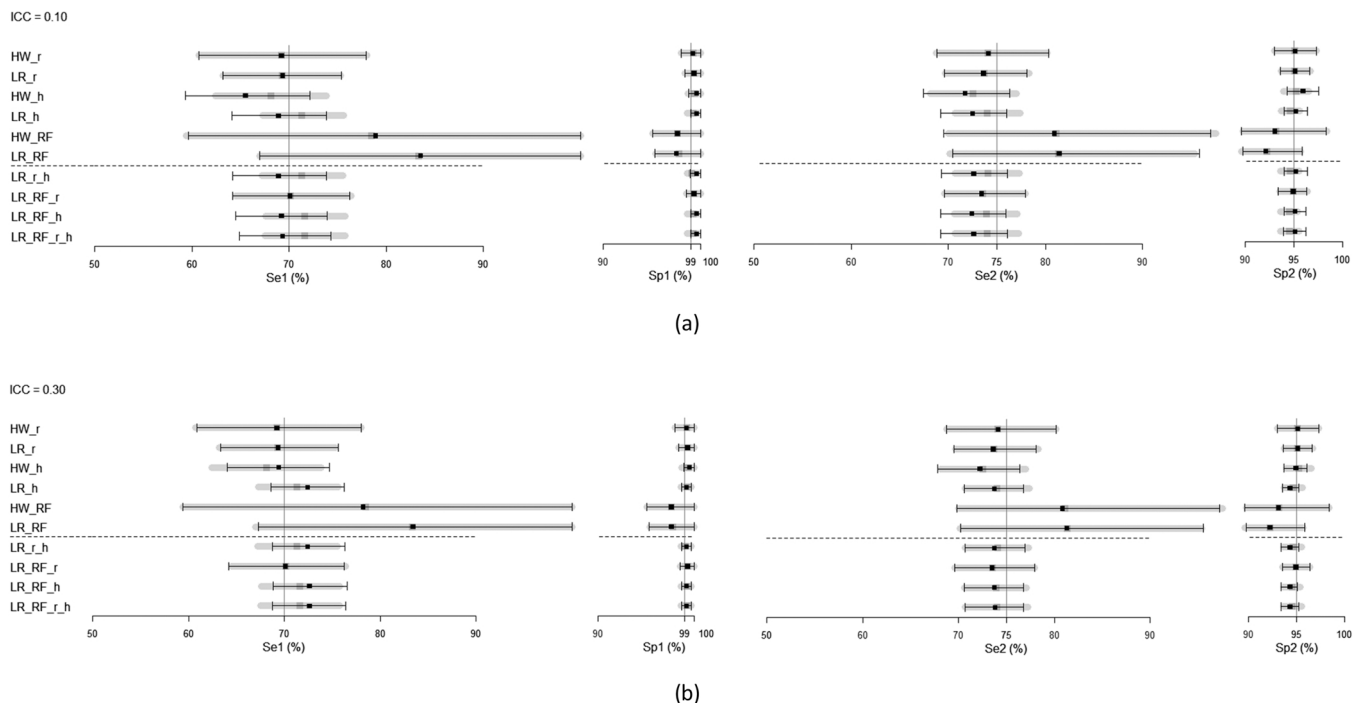 ICC = 0.10
HW_r
LR_r
HW_h
LR_h
HW_RF
LR_RF
LR_r_h
LR_RF_r
LR_RF_h
LR_RF_r_h
50 60 70 80 90
Se1 (%)
90 99 100
Sp1 (%)
50 60 70 75 80 90
Se2 (%)
90 95 100
Sp2 (%)
(a)
ICC = 0.30
HW_r
LR_r
HW_h
LR_h
HW_RF
LR_RF
LR_r_h
LR_RF_r
LR_RF_h
LR_RF_r_h
50 60 70 80 90
Se1 (%)
90 99 100
Sp1 (%)
50 60 70 75 80 90
Se2 (%)
90 95 100
Sp2 (%)
(b)